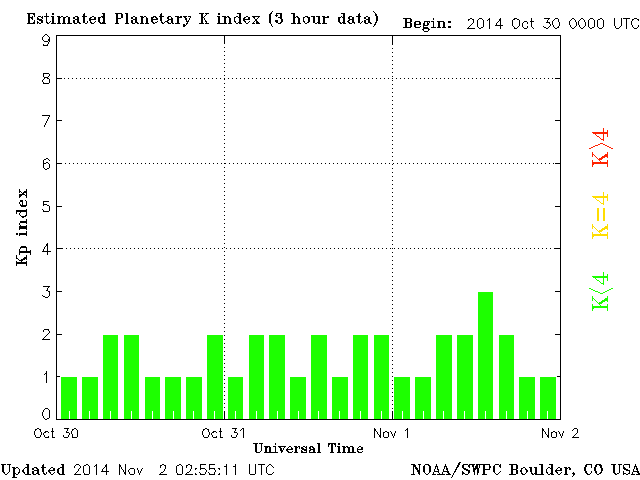 Estimated Planetary K index (3 hour data)
Begin: 2014 Oct 30 0000 UTC
9
8
7
6
5
4
3
2
1
0
Kp index
K>4
K=4
K<4
Oct 30
Oct 31
Nov 1
Nov 2
Universal Time
Updated 2014 Nov 2 02:55:11 UTC
NOAA/SWPC Boulder, CO USA